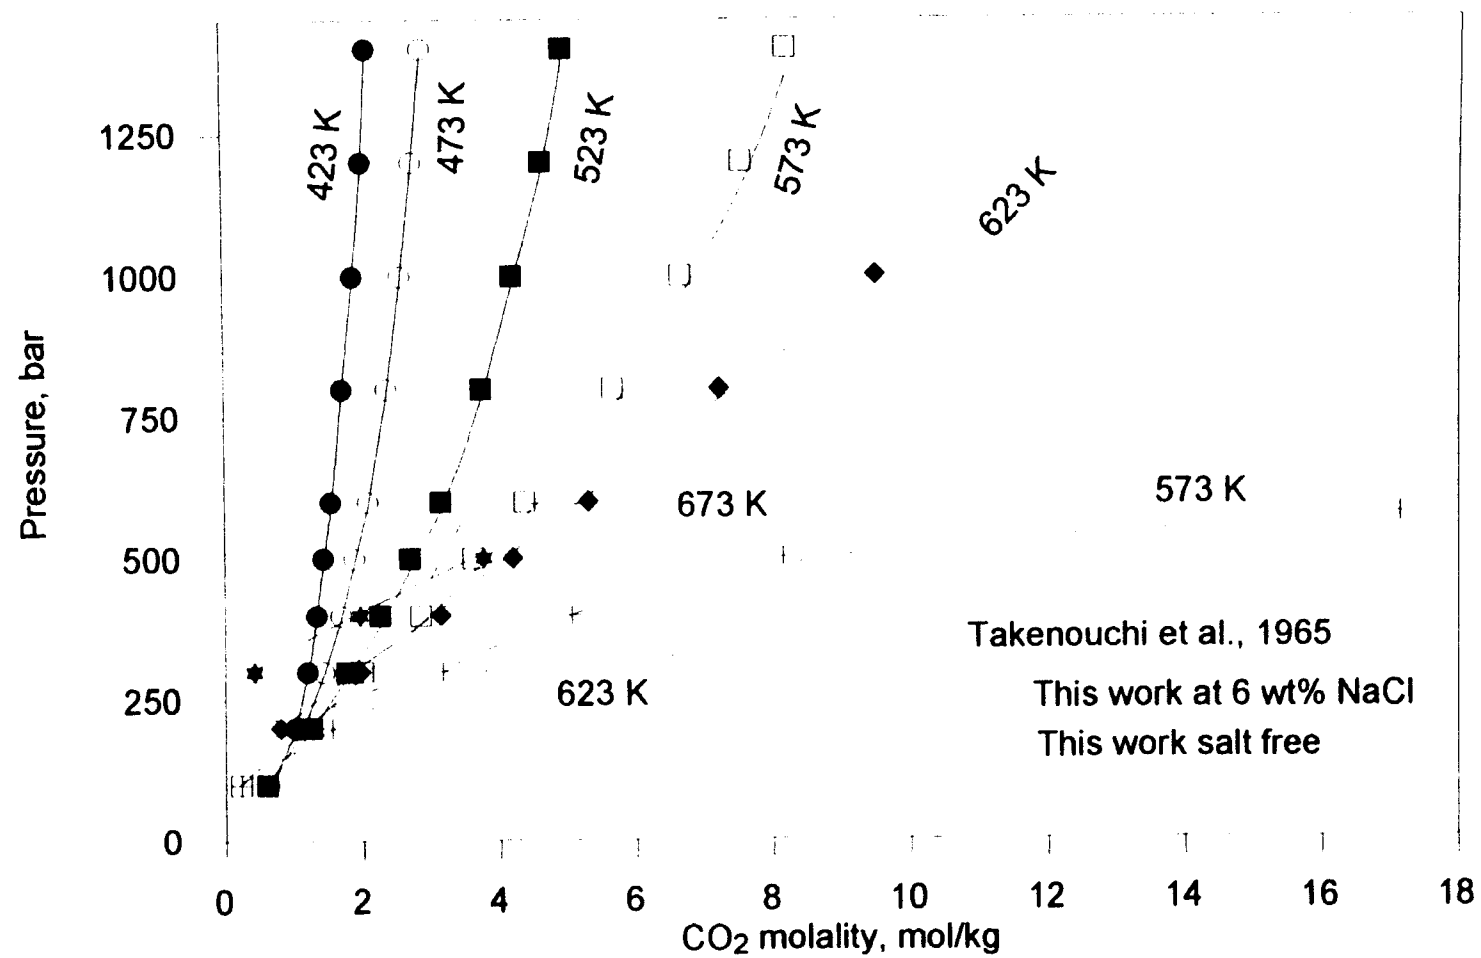 423 K
473 K
523 K
573 K
623 K
673 K
573 K
623 K
Takenouchi et al., 1965
This work at 6 wt% NaCl
This work salt free
Pressure, bar
1250
1000
750
500
250
0
0 2 4 6 8 10 12 14 16 18
CO₂ molality, mol/kg